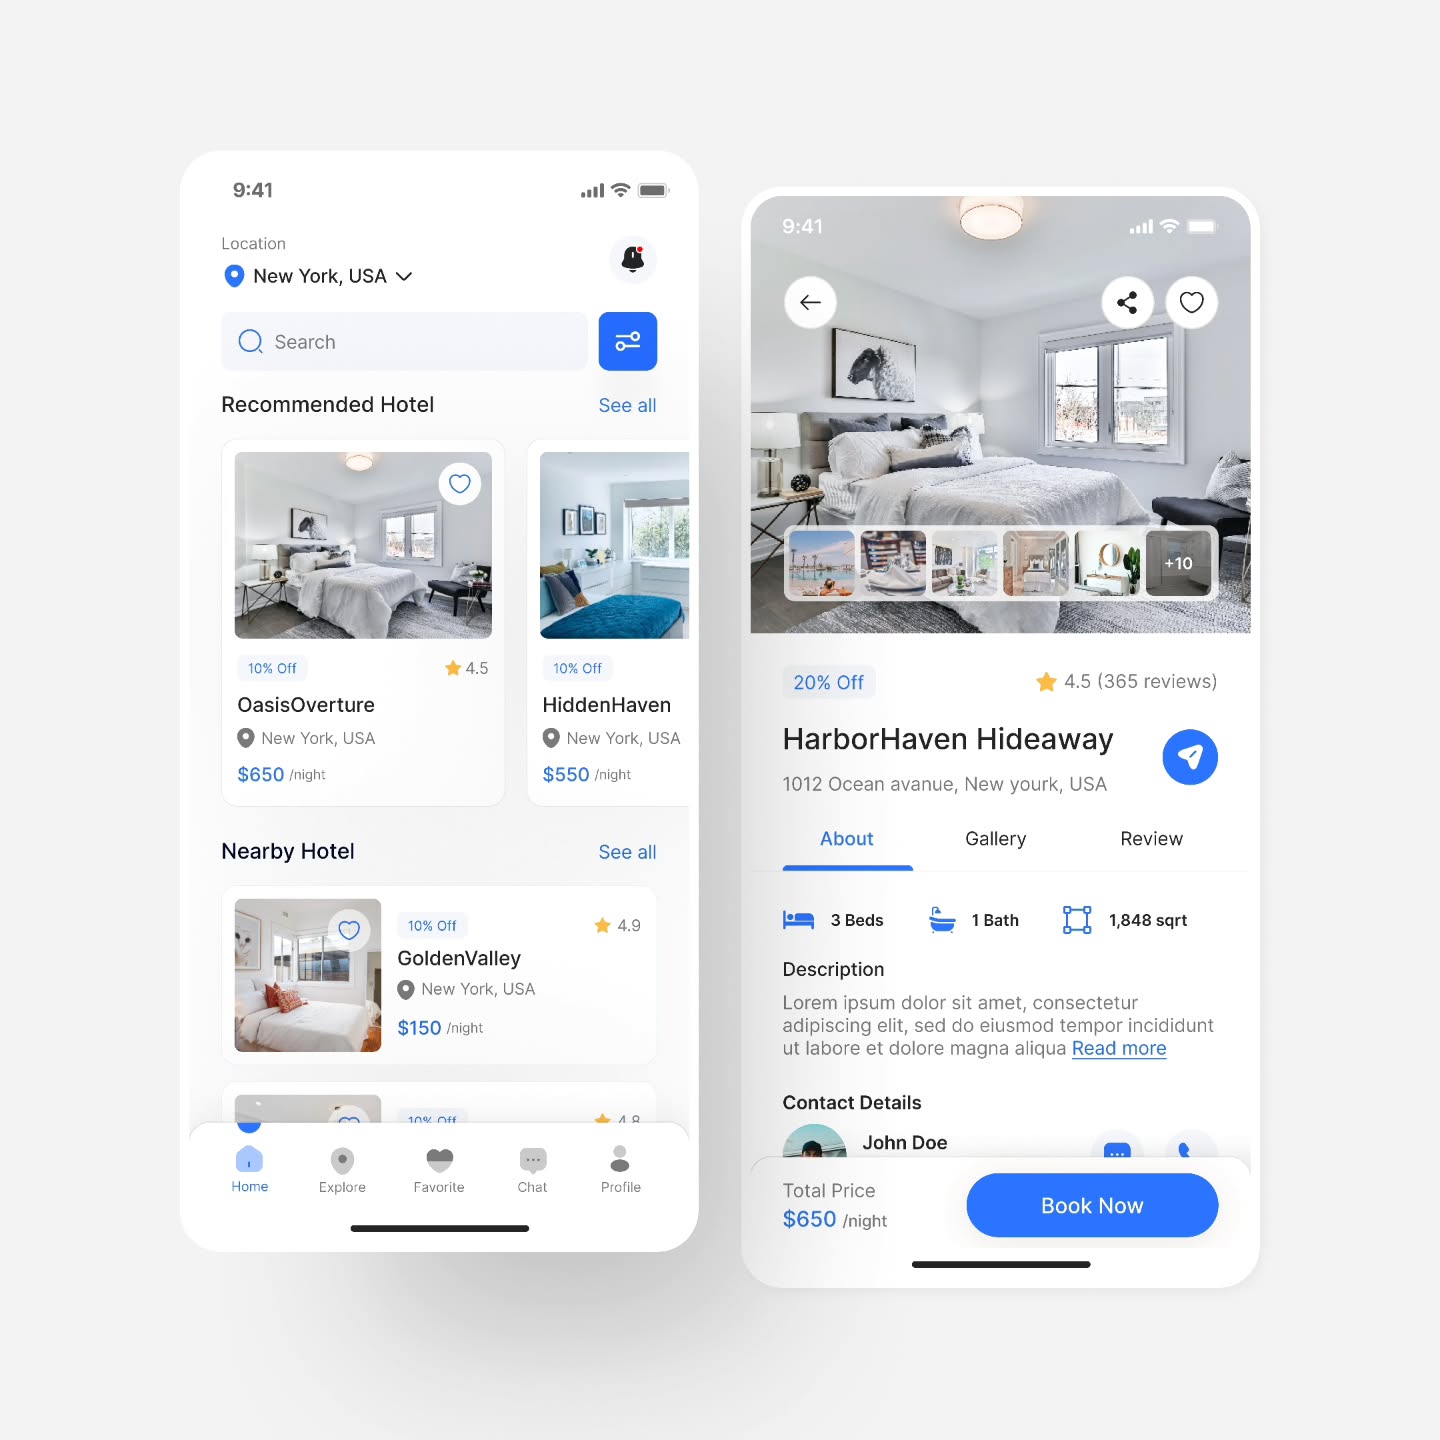 9:41
Location
New York, USA
Search
Recommended Hotel See all
10% Off 4.5
OasisOverture
New York, USA
$650 /night
10% Off
HiddenHaven
New York, USA
$550 /night
Nearby Hotel See all
10% Off 4.9
GoldenValley
New York, USA
$150 /night
10% Off 4.8
Home Explore Favorite Chat Profile
9:41
+10
20% Off 4.5 (365 reviews)
HarborHaven Hideaway
1012 Ocean avanue, New yourk, USA
About Gallery Review
3 Beds 1 Bath 1,848 sqrt
Description
Lorem ipsum dolor sit amet, consectetur
adipiscing elit, sed do eiusmod tempor incididunt
ut labore et dolore magna aliqua Read more
Contact Details
John Doe
Total Price
$650 /night
Book Now